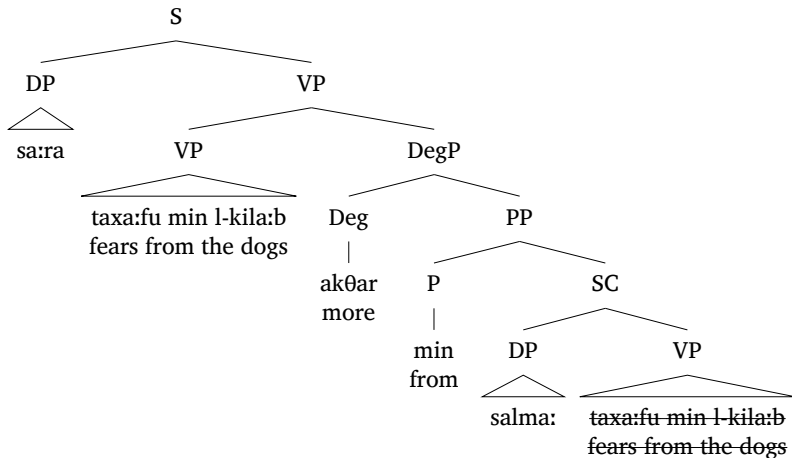 S
DP VP
sa:ra VP DegP
taxa:fu min l-kila:b Deg PP
fears from the dogs
akθar P SC
more
min DP VP
from
salma: taxa:fu min l-kila:b
fears from the dogs